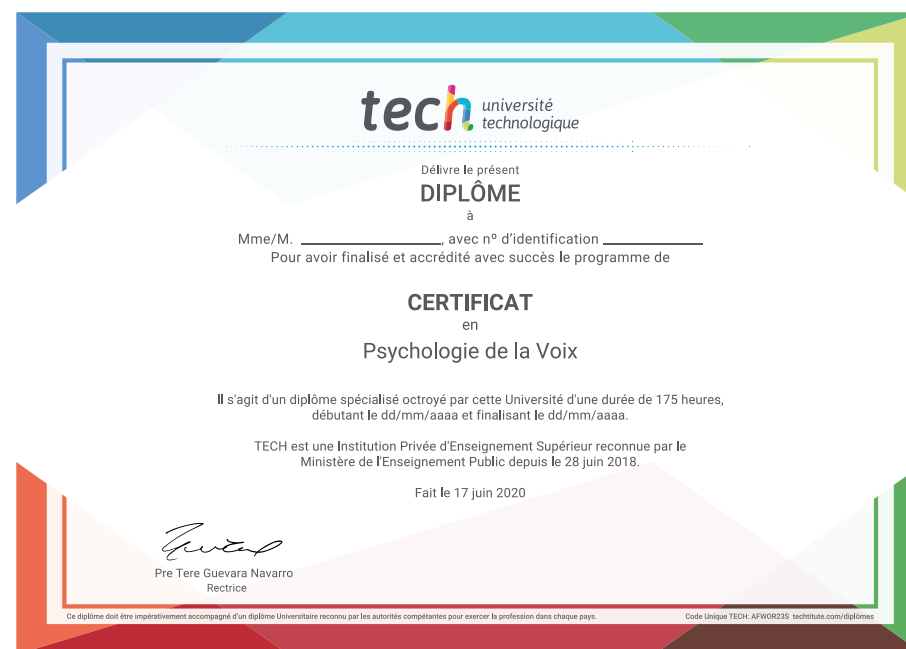 tech université
technologique
Délivre le présent
DIPLÔME
à
Mme/M. ____________________, avec nº d'identification ______________
Pour avoir finalisé et accrédité avec succès le programme de
CERTIFICAT
en
Psychologie de la Voix
Il s'agit d'un diplôme spécialisé octroyé par cette Université d'une durée de 175 heures,
débutant le dd/mm/aaaa et finalisant le dd/mm/aaaa.
TECH est une Institution Privée d'Enseignement Supérieur reconnue par le
Ministère de l'Enseignement Public depuis le 28 juin 2018.
Fait le 17 juin 2020
Pre Tere Guevara Navarro
Rectrice
Ce diplôme doit être impérativement accompagné d'un diplôme Universitaire reconnu par les autorités compétantes pour exercer la profession dans chaque pays.
Code Unique TECH: AFWOR23S techtitute.com/diplômes